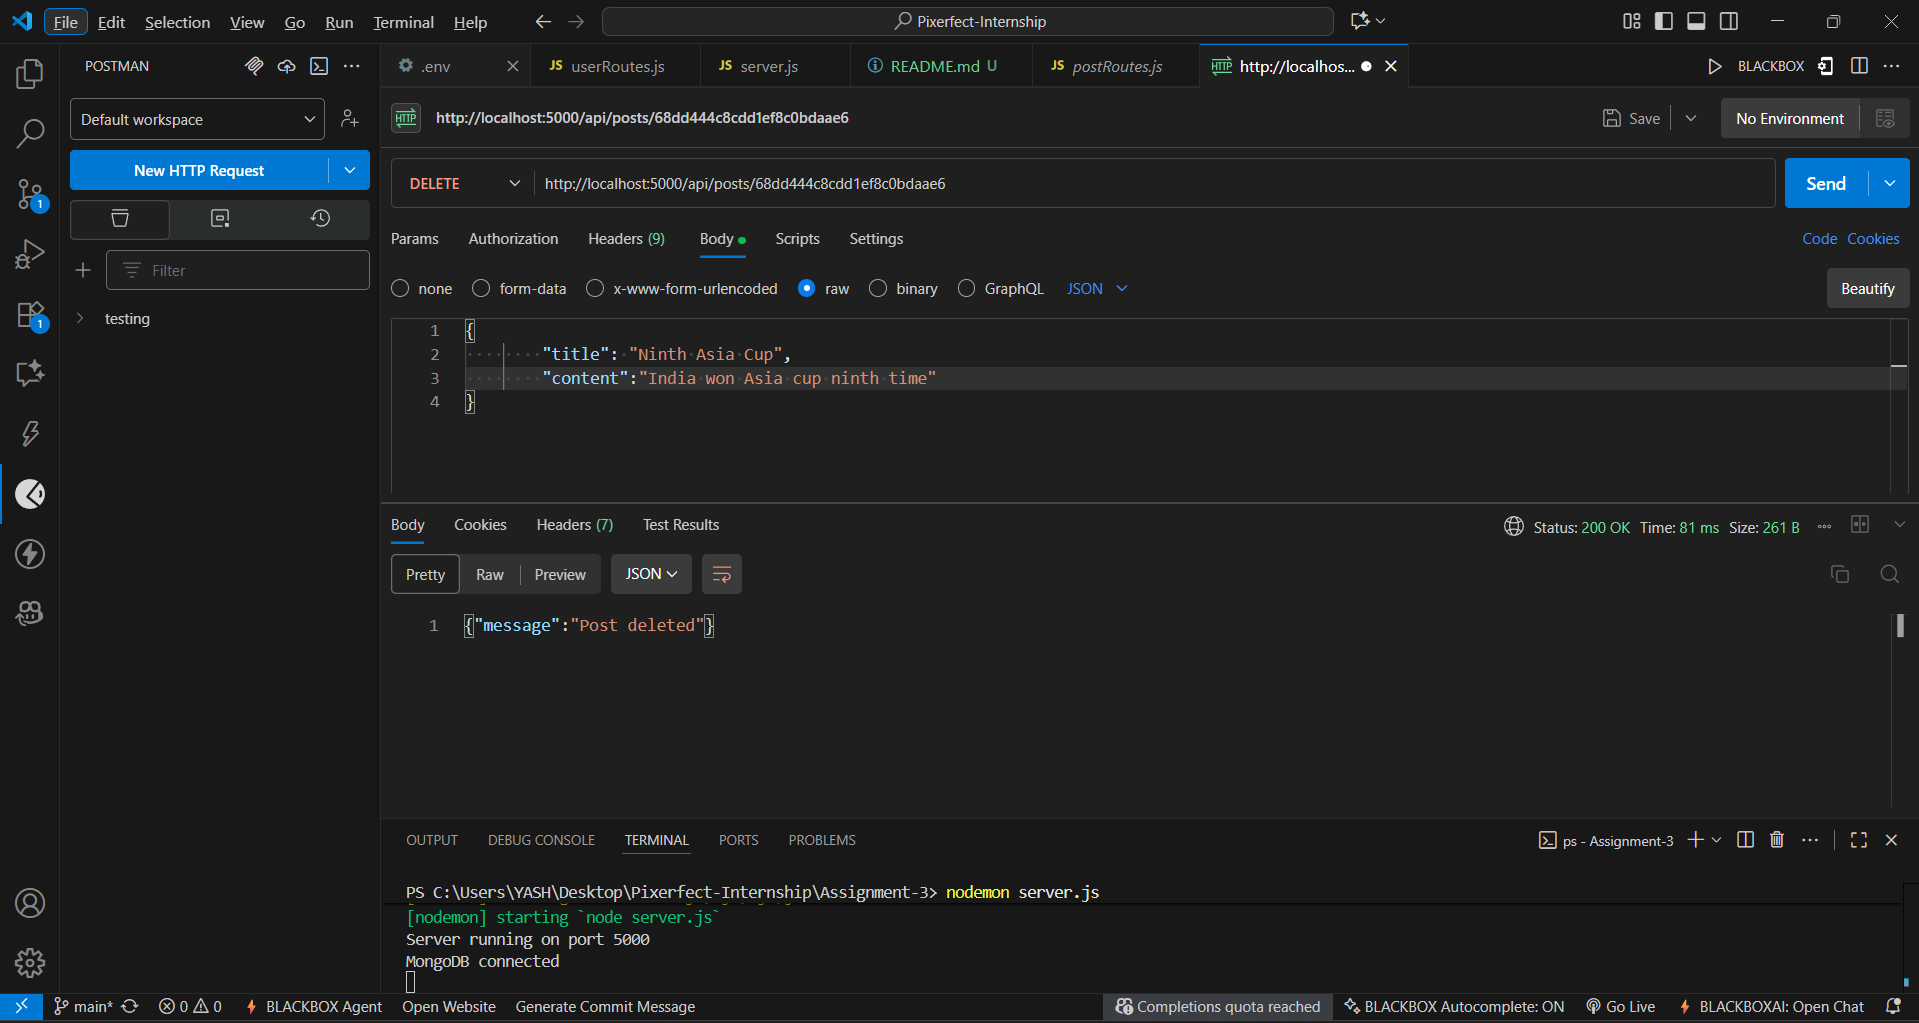 File Edit Selection View Go Run Terminal Help Pixerfect-Internship
POSTMAN
.env JS userRoutes.js JS server.js README.md U JS postRoutes.js HTTP http://localhos... BLACKBOX
Default workspace
HTTP http://localhost:5000/api/posts/68dd444c8cdd1ef8c0bdaae6 Save No Environment
New HTTP Request
DELETE http://localhost:5000/api/posts/68dd444c8cdd1ef8c0bdaae6 Send
1
Params Authorization Headers (9) Body Scripts Settings Code Cookies
Filter
none form-data x-www-form-urlencoded raw binary GraphQL JSON Beautify
1
testing
1 {
2 "title": "Ninth Asia Cup",
3 "content":"India won Asia cup ninth time"
4 }
Body Cookies Headers (7) Test Results Status: 200 OK Time: 81 ms Size: 261 B
Pretty Raw Preview JSON
1 {"message":"Post deleted"}
OUTPUT DEBUG CONSOLE TERMINAL PORTS PROBLEMS ps - Assignment-3
PS C:\Users\YASH\Desktop\Pixerfect-Internship\Assignment-3> nodemon server.js
[nodemon] starting `node server.js`
Server running on port 5000
MongoDB connected
main* 0 0 BLACKBOX Agent Open Website Generate Commit Message Completions quota reached BLACKBOX Autocomplete: ON Go Live BLACKBOXAI: Open Chat